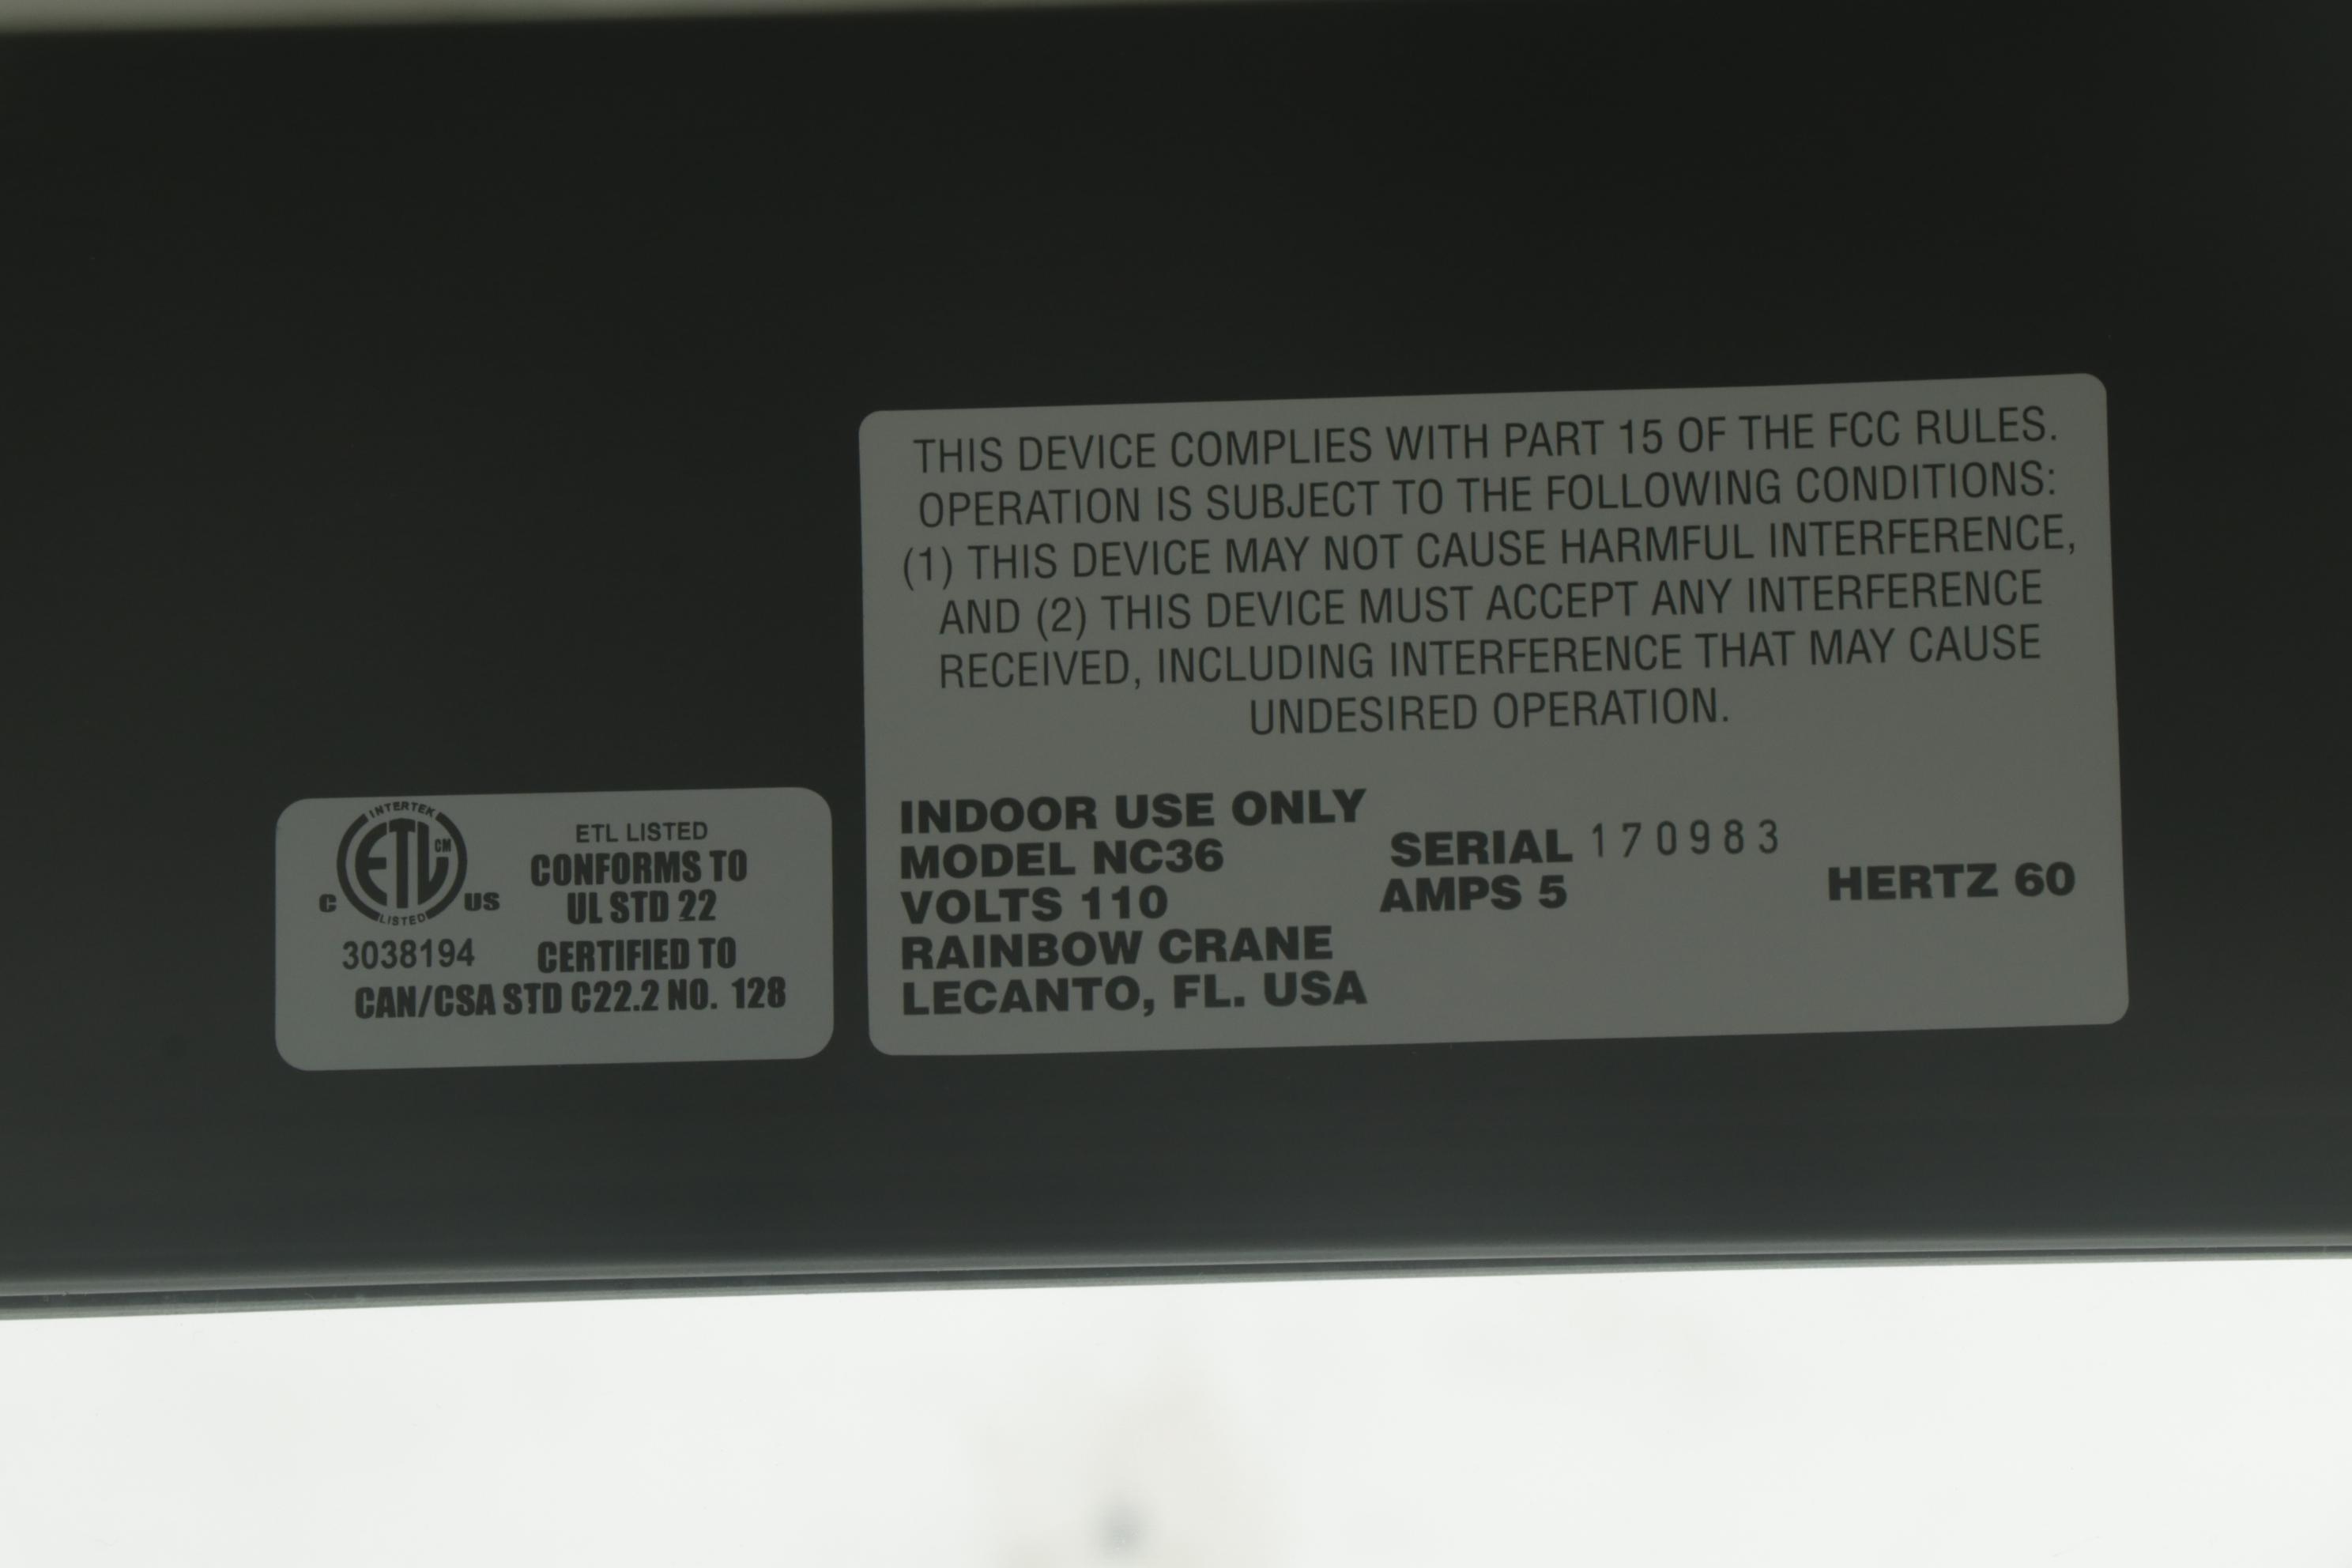 INTERTEK
ETL CM
C US
LISTED
3038194
ETL LISTED
CONFORMS TO
UL STD 22
CERTIFIED TO
CAN/CSA STD C22.2 NO. 128
THIS DEVICE COMPLIES WITH PART 15 OF THE FCC RULES.
OPERATION IS SUBJECT TO THE FOLLOWING CONDITIONS:
(1) THIS DEVICE MAY NOT CAUSE HARMFUL INTERFERENCE,
AND (2) THIS DEVICE MUST ACCEPT ANY INTERFERENCE
RECEIVED, INCLUDING INTERFERENCE THAT MAY CAUSE
UNDESIRED OPERATION.
INDOOR USE ONLY
MODEL NC36 SERIAL 170983
VOLTS 110 AMPS 5 HERTZ 60
RAINBOW CRANE
LECANTO, FL. USA